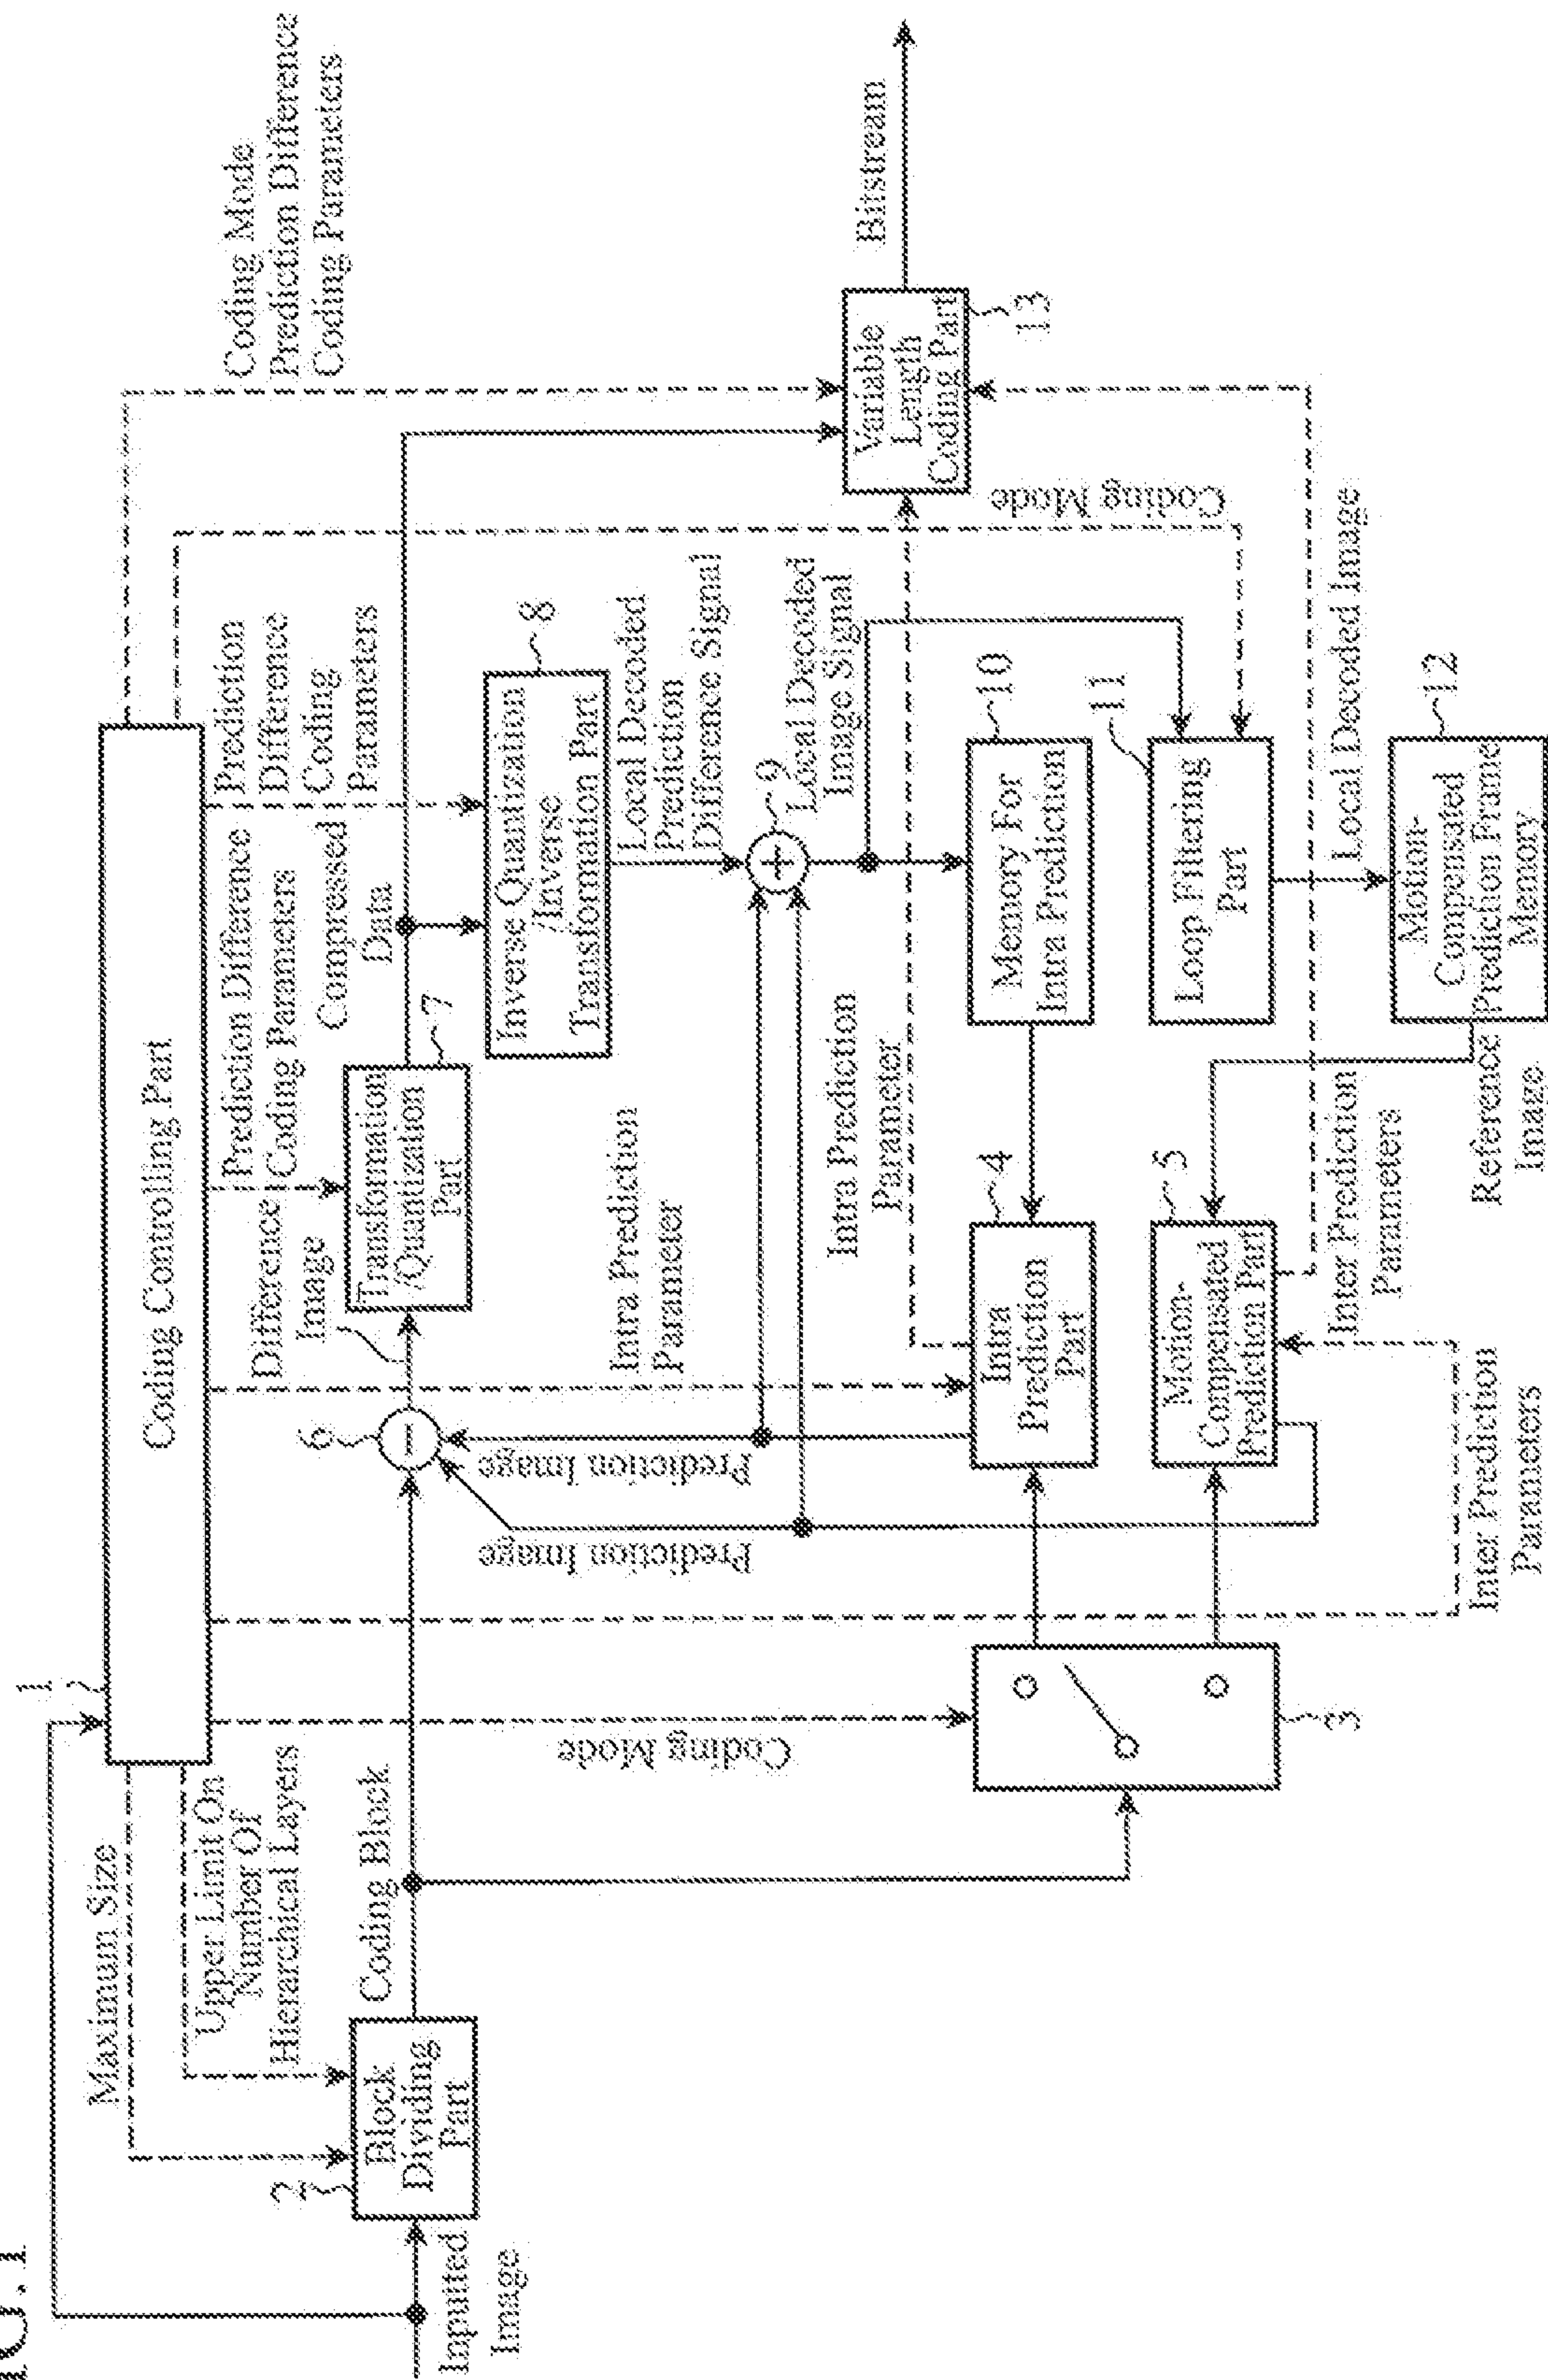 FIG. 1
1
Coding Controlling Part
Maximum Size
Upper Limit On
Number Of
Hierarchical Layers
2
Block
Dividing
Part
Inputted
Image
Coding Block
Coding Mode
3
6
Difference
Image
Prediction Difference
Coding Parameters
Transformation
/Quantization
Part
7
Compressed
Data
Prediction
Difference
Coding
Parameters
Inverse Quantization
/Inverse
Transformation Part
8
Local Decoded
Prediction
Difference Signal
9
Local Decoded
Image Signal
Coding Mode
Prediction Difference
Coding Parameters
Variable
Length
Coding Part
13
Bitstream
Prediction Image
Prediction Image
Intra Prediction
Parameter
Intra Prediction
Parameter
Intra
Prediction
Part
4
Memory For
Intra Prediction
10
Motion-
Compensated
Prediction Part
5
Loop Filtering
Part
11
Coding Mode
Local Decoded Image
Motion-
Compensated
Prediction Frame
Memory
12
Reference
Image
Inter Prediction
Parameters
Inter Prediction
Parameters